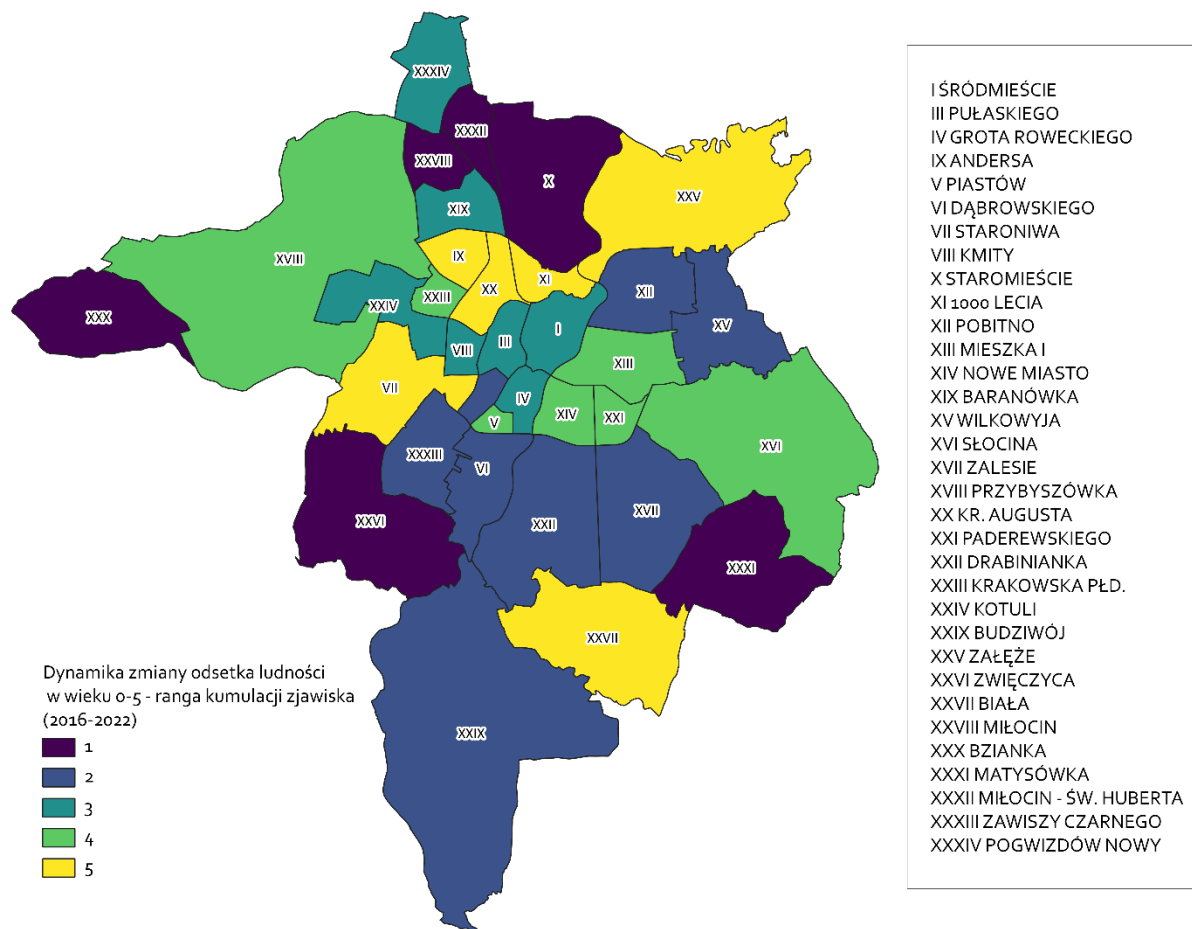 XXXIV
XXXII
XXVIII
X
XXV
XIX
IX
XVIII
XX
XI
XII
XXIII
XXIV
XXX
I
XV
III
VIII
XIII
VII
IV
XIV
XXI
V
XVI
XXXIII
VI
XXII
XVII
XXVI
XXXI
XXVII
XXIX
Dynamika zmiany odsetka ludności
w wieku 0-5 - ranga kumulacji zjawiska
(2016-2022)
1
2
3
4
5
I ŚRÓDMIEŚCIE
III PUŁASKIEGO
IV GROTA ROWECKIEGO
IX ANDERSA
V PIASTÓW
VI DĄBROWSKIEGO
VII STARONIWA
VIII KMITY
X STAROMIEŚCIE
XI 1000 LECIA
XII POBITNO
XIII MIESZKA I
XIV NOWE MIASTO
XIX BARANÓWKA
XV WILKOWYJA
XVI SŁOCINA
XVII ZALESIE
XVIII PRZYBYSZÓWKA
XX KR. AUGUSTA
XXI PADEREWSKIEGO
XXII DRABINIANKA
XXIII KRAKOWSKA PŁD.
XXIV KOTULI
XXIX BUDZIWÓJ
XXV ZAŁĘŻE
XXVI ZWIĘCZYCA
XXVII BIAŁA
XXVIII MIŁOCIN
XXX BZIANKA
XXXI MATYSÓWKA
XXXII MIŁOCIN - ŚW. HUBERTA
XXXIII ZAWISZY CZARNEGO
XXXIV POGWIZDÓW NOWY